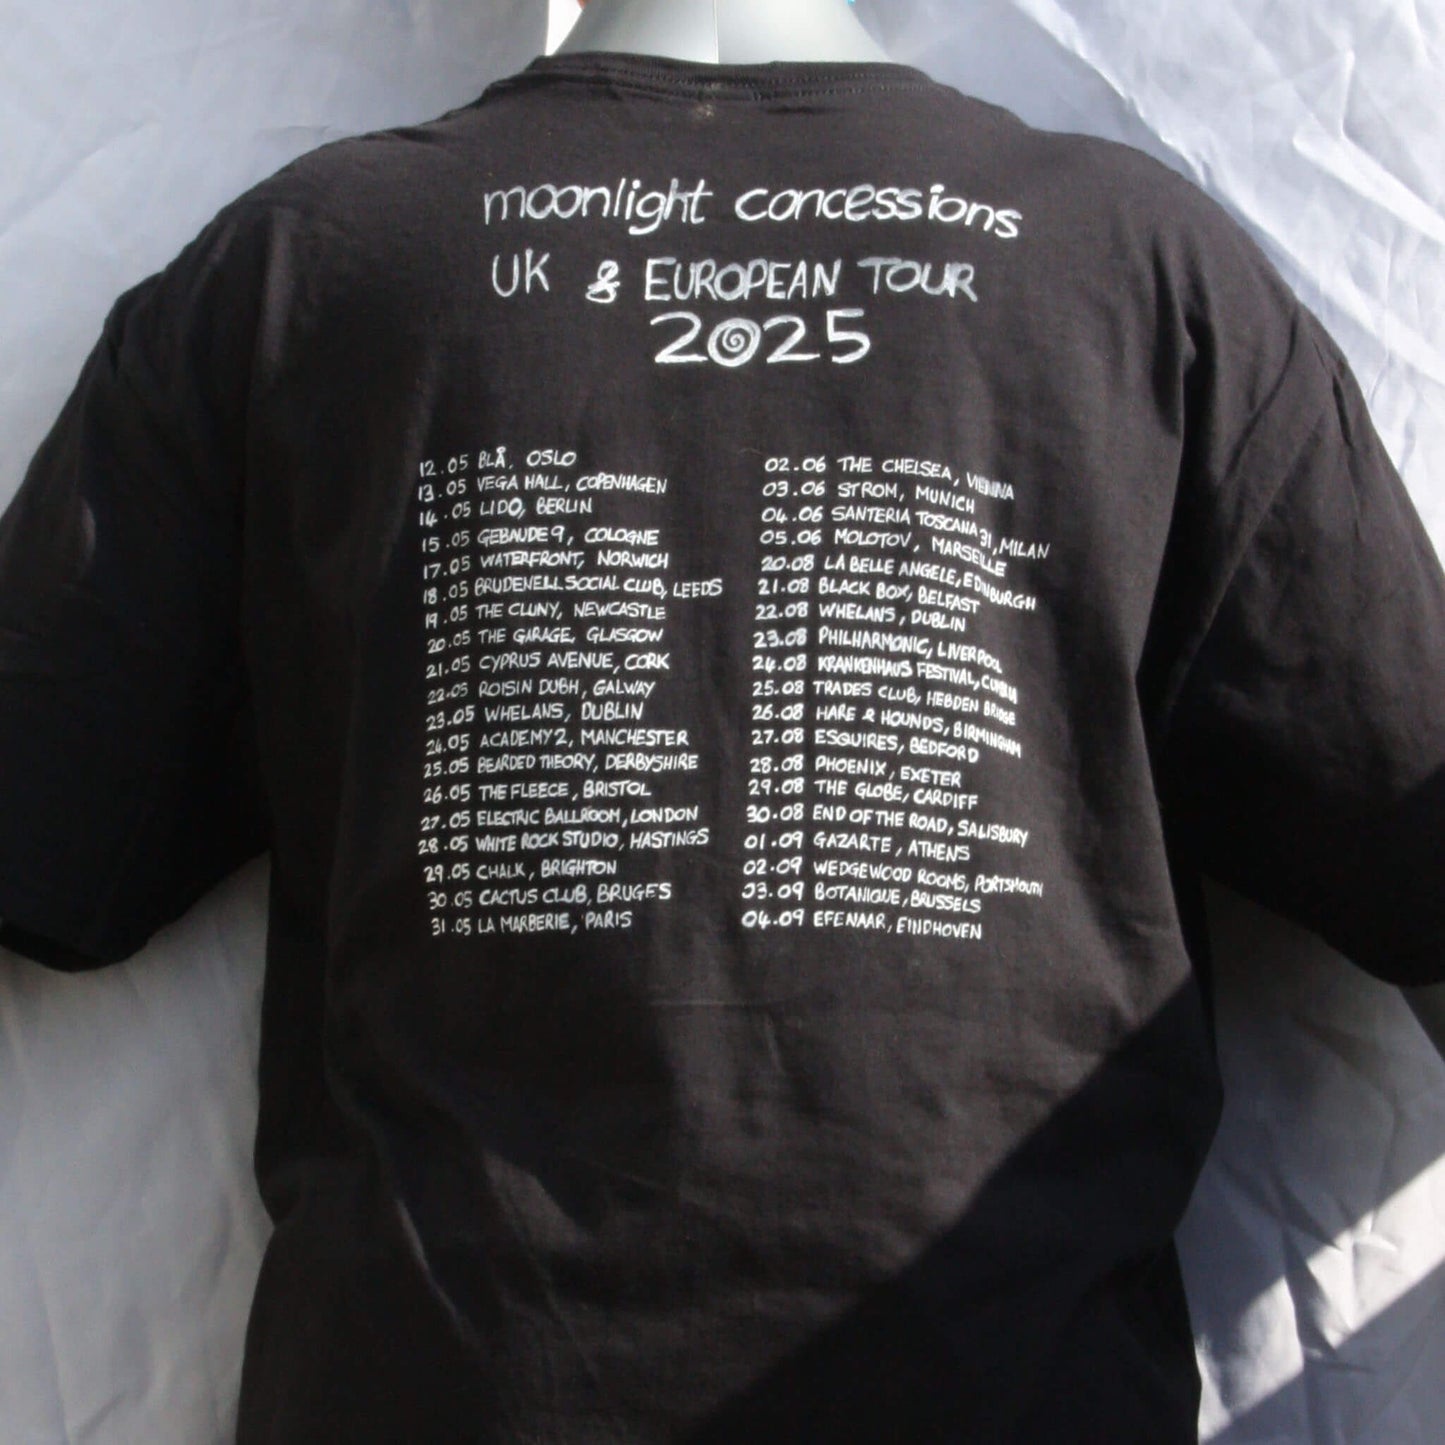 moonlight concessions
UK & EUROPEAN TOUR
2025
12.05 BLÅ, OSLO
13.05 VEGA HALL, COPENHAGEN
14.05 LIDO, BERLIN
15.05 GEBAUDE 9, COLOGNE
17.05 WATERFRONT, NORWICH
18.05 BRUDENELL SOCIAL CLUB, LEEDS
19.05 THE CLUNY, NEWCASTLE
20.05 THE GARAGE, GLASGOW
21.05 CYPRUS AVENUE, CORK
22.05 ROISIN DUBH, GALWAY
23.05 WHELANS, DUBLIN
24.05 ACADEMY 2, MANCHESTER
25.05 BEARDED THEORY, DERBYSHIRE
26.05 THE FLEECE, BRISTOL
27.05 ELECTRIC BALLROOM, LONDON
28.05 WHITE ROCK STUDIO, HASTINGS
29.05 CHALK, BRIGHTON
30.05 CACTUS CLUB, BRUGES
31.05 LA MARBERIE, PARIS
02.06 THE CHELSEA, VIENNA
03.06 STROM, MUNICH
04.06 SANTERIA TOSCANA 31, MILAN
05.06 MOLOTOV, MARSEILLE
20.08 LA BELLE ANGELE, EDINBURGH
21.08 BLACK BOX, BELFAST
22.08 WHELANS, DUBLIN
23.08 PHILHARMONIC, LIVERPOOL
24.08 KRANKENHAUS FESTIVAL, CUMBRIA
25.08 TRADES CLUB, HEBDEN BRIDGE
26.08 HARE & HOUNDS, BIRMINGHAM
27.08 ESQUIRES, BEDFORD
28.08 PHOENIX, EXETER
29.08 THE GLOBE, CARDIFF
30.08 END OF THE ROAD, SALISBURY
01.09 GAZARTE, ATHENS
02.09 WEDGEWOOD ROOMS, PORTSMOUTH
03.09 BOTANIQUE, BRUSSELS
04.09 EFENAAR, EINDHOVEN